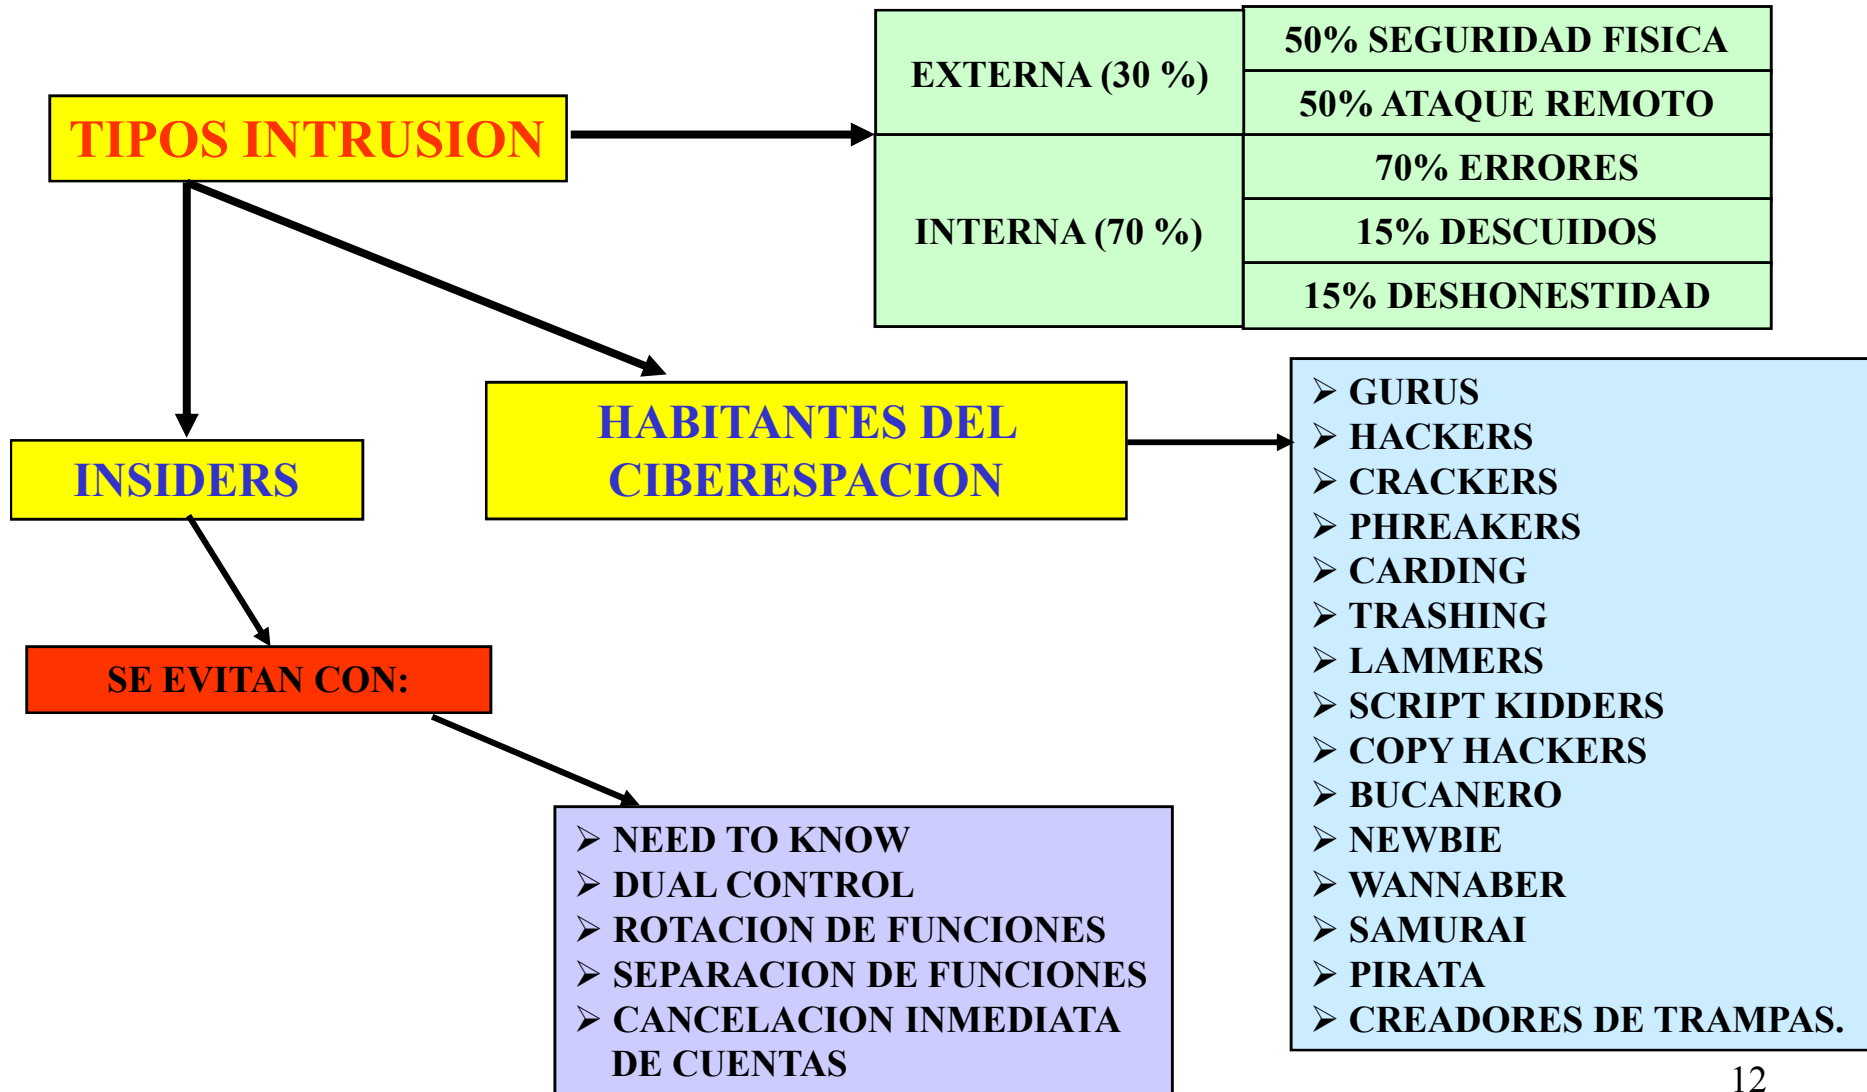 TIPOS INTRUSION
EXTERNA (30 %)
50% SEGURIDAD FISICA
50% ATAQUE REMOTO
INTERNA (70 %)
70% ERRORES
15% DESCUIDOS
15% DESHONESTIDAD
INSIDERS
HABITANTES DEL
CIBERESPACION
➢ GURUS
➢ HACKERS
➢ CRACKERS
➢ PHREAKERS
➢ CARDING
➢ TRASHING
➢ LAMMERS
➢ SCRIPT KIDDERS
➢ COPY HACKERS
➢ BUCANERO
➢ NEWBIE
➢ WANNABER
➢ SAMURAI
➢ PIRATA
➢ CREADORES DE TRAMPAS.
SE EVITAN CON:
➢ NEED TO KNOW
➢ DUAL CONTROL
➢ ROTACION DE FUNCIONES
➢ SEPARACION DE FUNCIONES
➢ CANCELACION INMEDIATA
DE CUENTAS
12